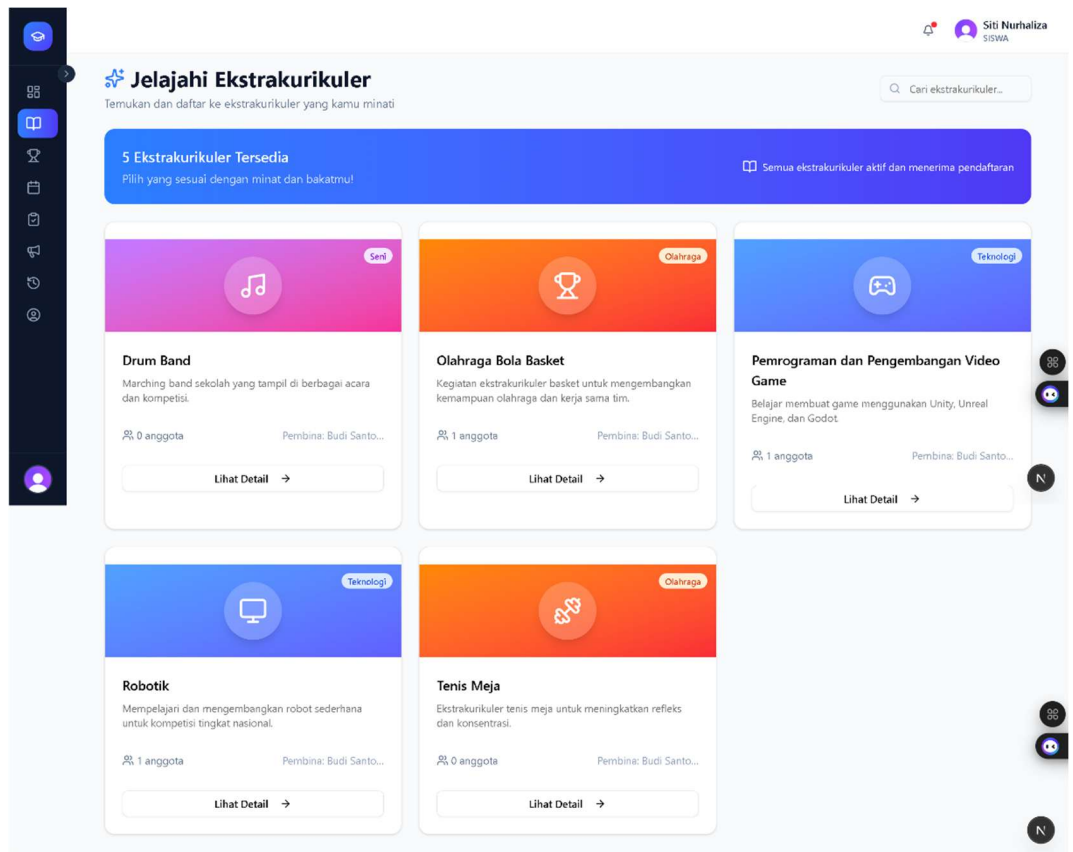 Siti Nurhaliza
SISWA
Jelajahi Ekstrakurikuler
Temukan dan daftar ke ekstrakurikuler yang kamu minati
Cari ekstrakurikuler...
5 Ekstrakurikuler Tersedia
Pilih yang sesuai dengan minat dan bakatmu!
Semua ekstrakurikuler aktif dan menerima pendaftaran
Seni
Drum Band
Marching band sekolah yang tampil di berbagai acara
dan kompetisi.
0 anggota
Pembina: Budi Santo...
Lihat Detail
Olahraga
Olahraga Bola Basket
Kegiatan ekstrakurikuler basket untuk mengembangkan
kemampuan olahraga dan kerja sama tim.
1 anggota
Pembina: Budi Santo...
Lihat Detail
Teknologi
Pemrograman dan Pengembangan Video
Game
Belajar membuat game menggunakan Unity, Unreal
Engine, dan Godot.
1 anggota
Pembina: Budi Santo...
Lihat Detail
N
Teknologi
Robotik
Mempelajari dan mengembangkan robot sederhana
untuk kompetisi tingkat nasional.
1 anggota
Pembina: Budi Santo...
Lihat Detail
Olahraga
Tenis Meja
Ekstrakurikuler tenis meja untuk meningkatkan refleks
dan konsentrasi.
0 anggota
Pembina: Budi Santo...
Lihat Detail
N